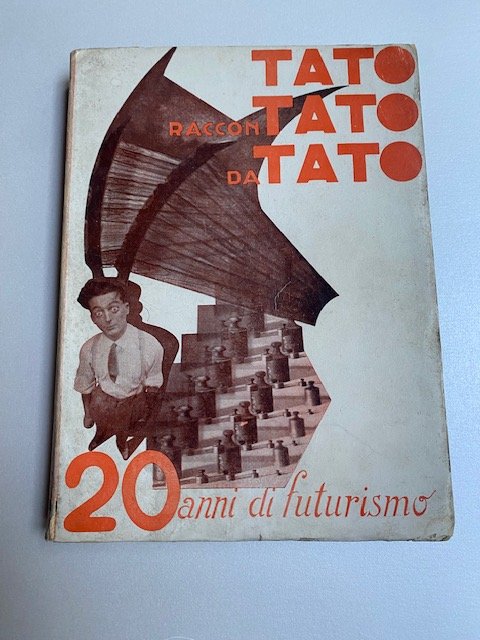 TATO
RACCONTATO
DA TATO
20 anni di futurismo